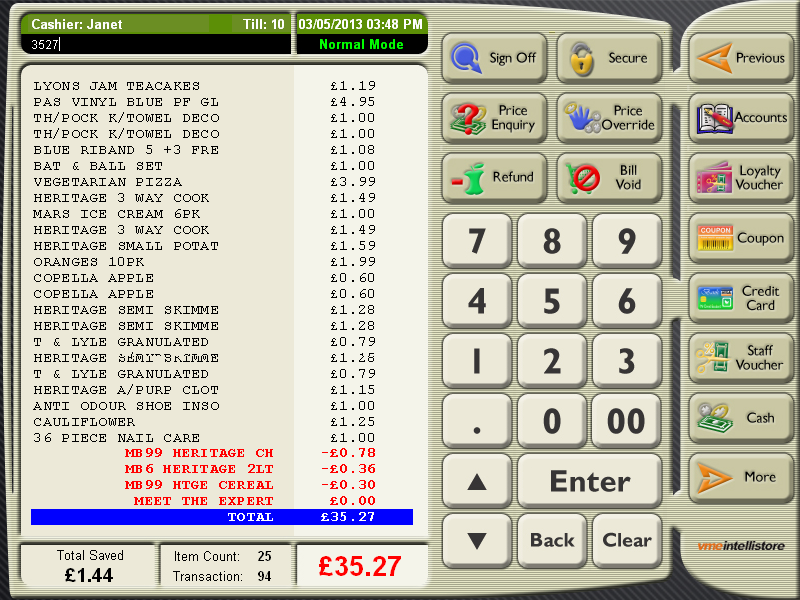 Cashier: Janet Till: 10 03/05/2013 03:48 PM
3527 Normal Mode
LYONS JAM TEACAKES £1.19
PAS VINYL BLUE PF GL £4.95
TH/POCK K/TOWEL DECO £1.00
TH/POCK K/TOWEL DECO £1.00
BLUE RIBAND 5 +3 FRE £1.08
BAT & BALL SET £1.00
VEGETARIAN PIZZA £3.99
HERITAGE 3 WAY COOK £1.49
MARS ICE CREAM 6PK £1.00
HERITAGE 3 WAY COOK £1.49
HERITAGE SMALL POTAT £1.59
ORANGES 10PK £1.99
COPELLA APPLE £0.60
COPELLA APPLE £0.60
HERITAGE SEMI SKIMME £1.28
HERITAGE SEMI SKIMME £1.28
T & LYLE GRANULATED £0.79
HERITAGE SEMI SKIMME £1.28
T & LYLE GRANULATED £0.79
HERITAGE A/PURP CLOT £1.15
ANTI ODOUR SHOE INSO £1.00
CAULIFLOWER £1.25
36 PIECE NAIL CARE £1.00
MB99 HERITAGE CH -£0.78
MB6 HERITAGE 2LT -£0.36
MB99 HTGE CEREAL -£0.30
MEET THE EXPERT £0.00
TOTAL £35.27
Total Saved
£1.44
Item Count: 25
Transaction: 94
£35.27
Sign Off
Secure
Price
Enquiry
Price
Override
Refund
Bill
Void
7 8 9
4 5 6
1 2 3
. 0 00
Enter
Back Clear
Previous
Accounts
Loyalty
Voucher
COUPON
Coupon
Credit
Card
Staff
Voucher
Cash
More
vmeintellistore